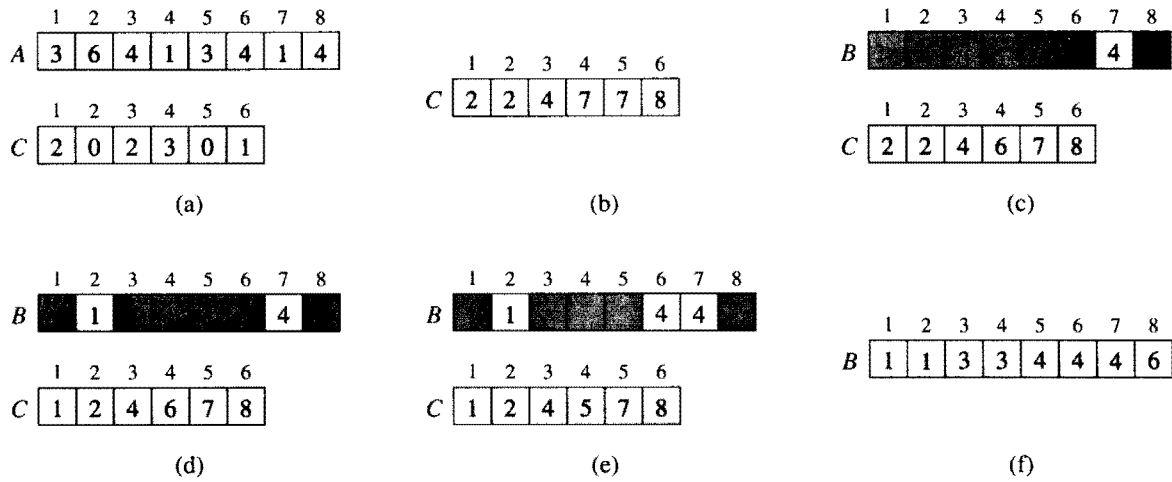 1 2 3 4 5 6 7 8
A 3 6 4 1 3 4 1 4
1 2 3 4 5 6
C 2 0 2 3 0 1
(a)
1 2 3 4 5 6
C 2 2 4 7 7 8
(b)
1 2 3 4 5 6 7 8
B 4
1 2 3 4 5 6
C 2 2 4 6 7 8
(c)
1 2 3 4 5 6 7 8
B 1 4
1 2 3 4 5 6
C 1 2 4 6 7 8
(d)
1 2 3 4 5 6 7 8
B 1 4 4
1 2 3 4 5 6
C 1 2 4 5 7 8
(e)
1 2 3 4 5 6 7 8
B 1 1 3 3 4 4 4 6
(f)